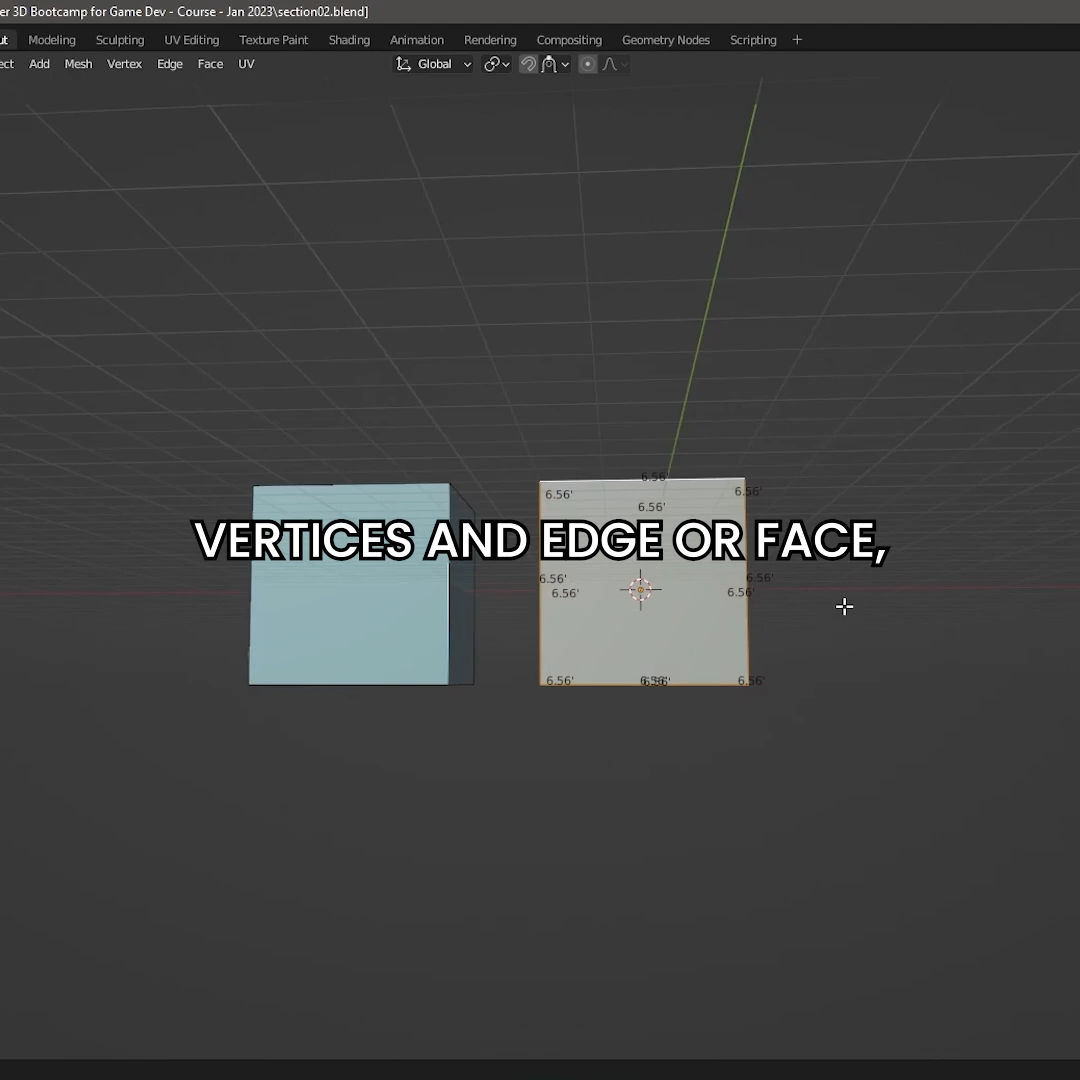 er 3D Bootcamp for Game Dev - Course - Jan 2023\section02.blend]
ut Modeling Sculpting UV Editing Texture Paint Shading Animation Rendering Compositing Geometry Nodes Scripting +
ect Add Mesh Vertex Edge Face UV Global
6.56'
6.56' 6.56'
6.56'
VERTICES AND EDGE OR FACE,
6.56' 6.56'
6.56' 6.56'
6.56' 6.56' 6.56' 6.56'